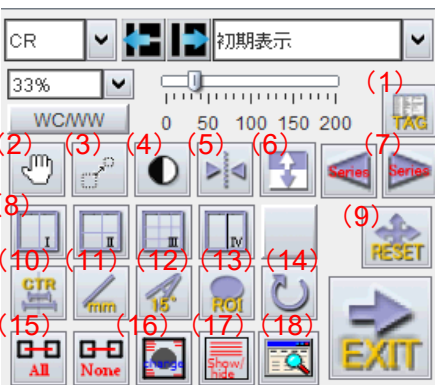 CR 初期表示
33% (1)
WC/WW 0 50 100 150 200 TAG
(2) (3) (4) (5) (6) (7)
Series Series
(8) (9)
I II III IV RESET
(10) (11) (12) (13) (14)
CTR mm 15° ROI
(15) (16) (17) (18) EXIT
All None change Show/
hide